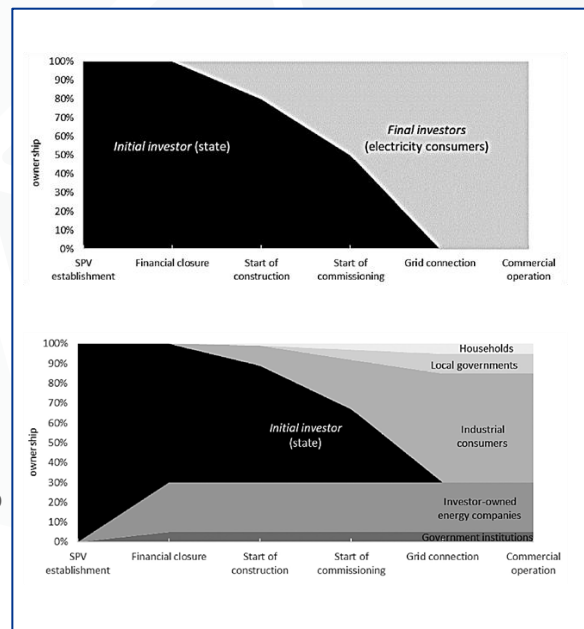 100%
90%
80%
70%
60%
50%
40%
30%
20%
10%
0%
ownership
Initial investor (state)
Final investors
(electricity consumers)
SPV
establishment
Financial closure
Start of
construction
Start of
commissioning
Grid connection
Commercial
operation
100%
90%
80%
70%
60%
50%
40%
30%
20%
10%
0%
ownership
Households
Local governments
Initial investor
(state)
Industrial
consumers
Investor-owned
energy companies
Government institutions
SPV
establishment
Financial closure
Start of
construction
Start of
commissioning
Grid connection
Commercial
operation